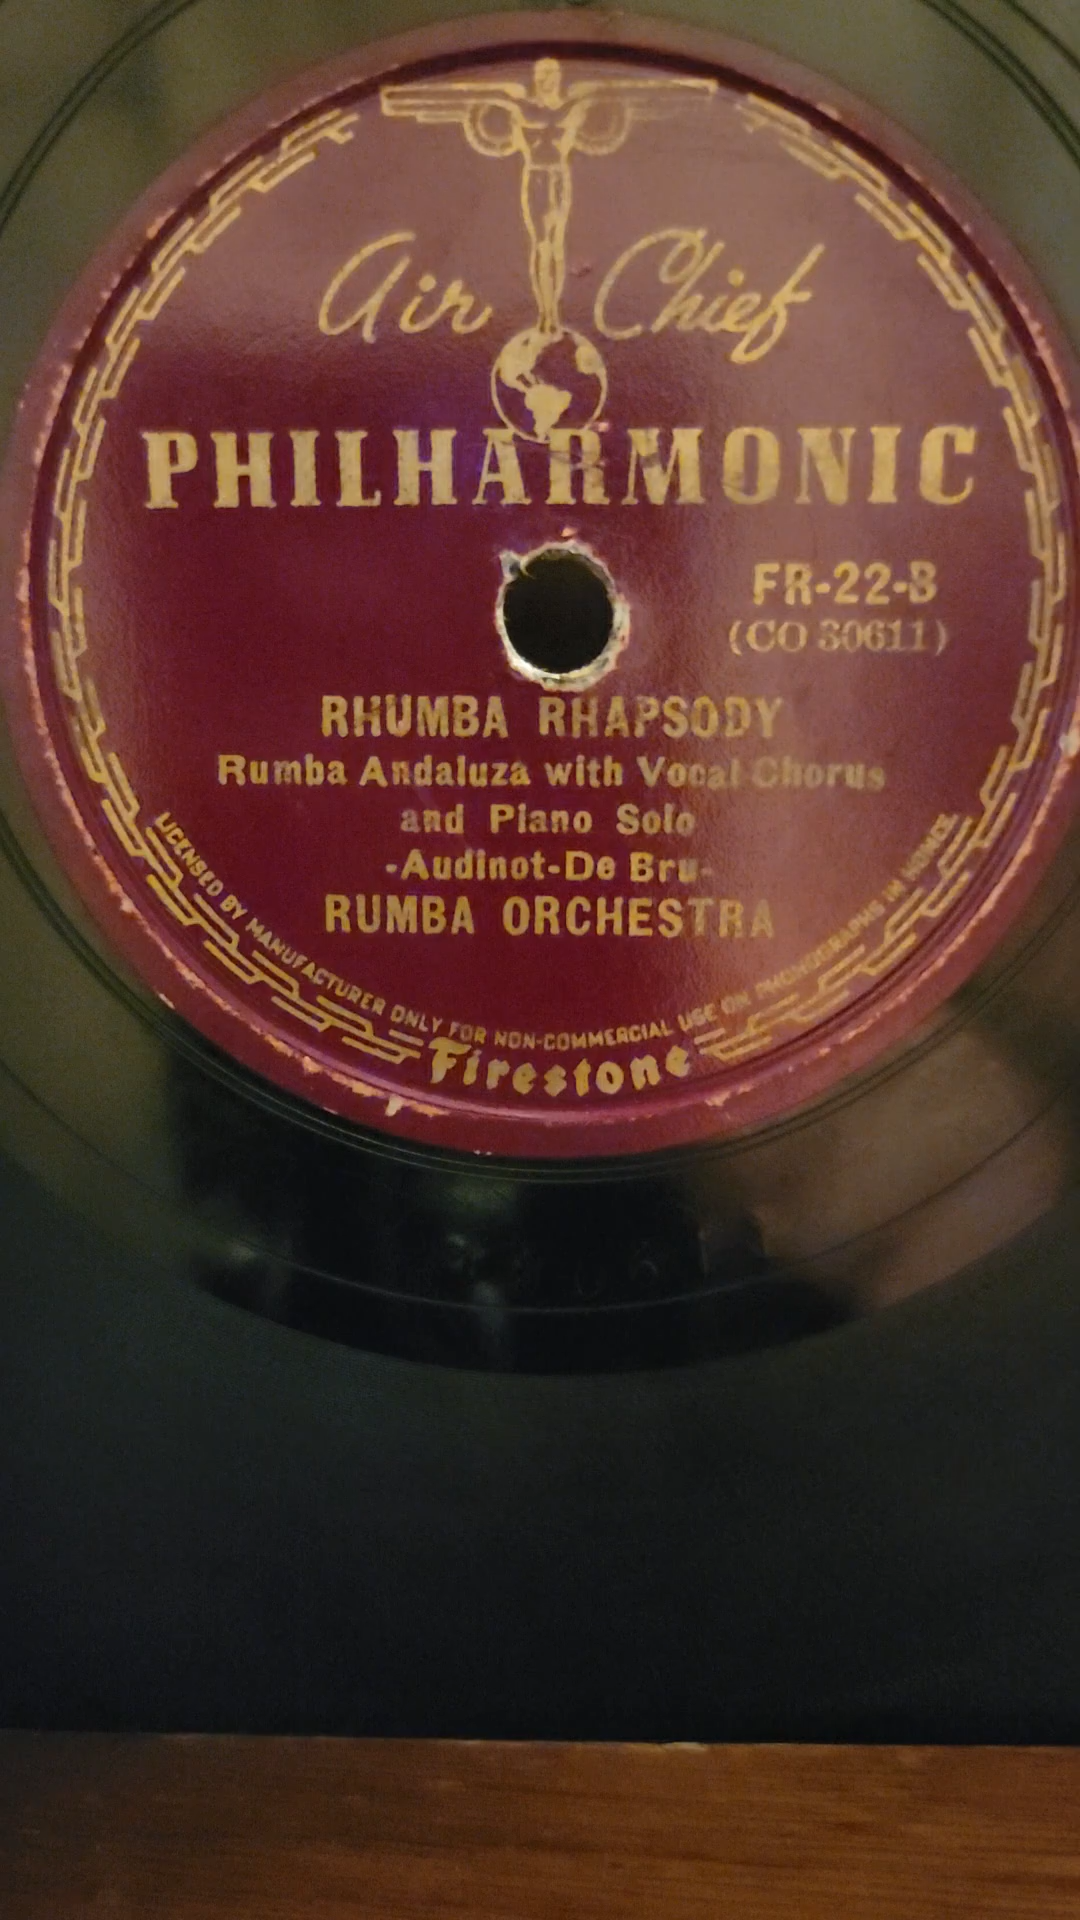 Air Chief
PHILHARMONIC
FR-22-B
(CO 30611)
RHUMBA RHAPSODY
Rumba Andaluza with Vocal Chorus
and Piano Solo
-Audinot-De Bru-
RUMBA ORCHESTRA
LICENSED BY MANUFACTURER ONLY FOR NON-COMMERCIAL USE ON PHONOGRAPHS IN HOMES.
Firestone